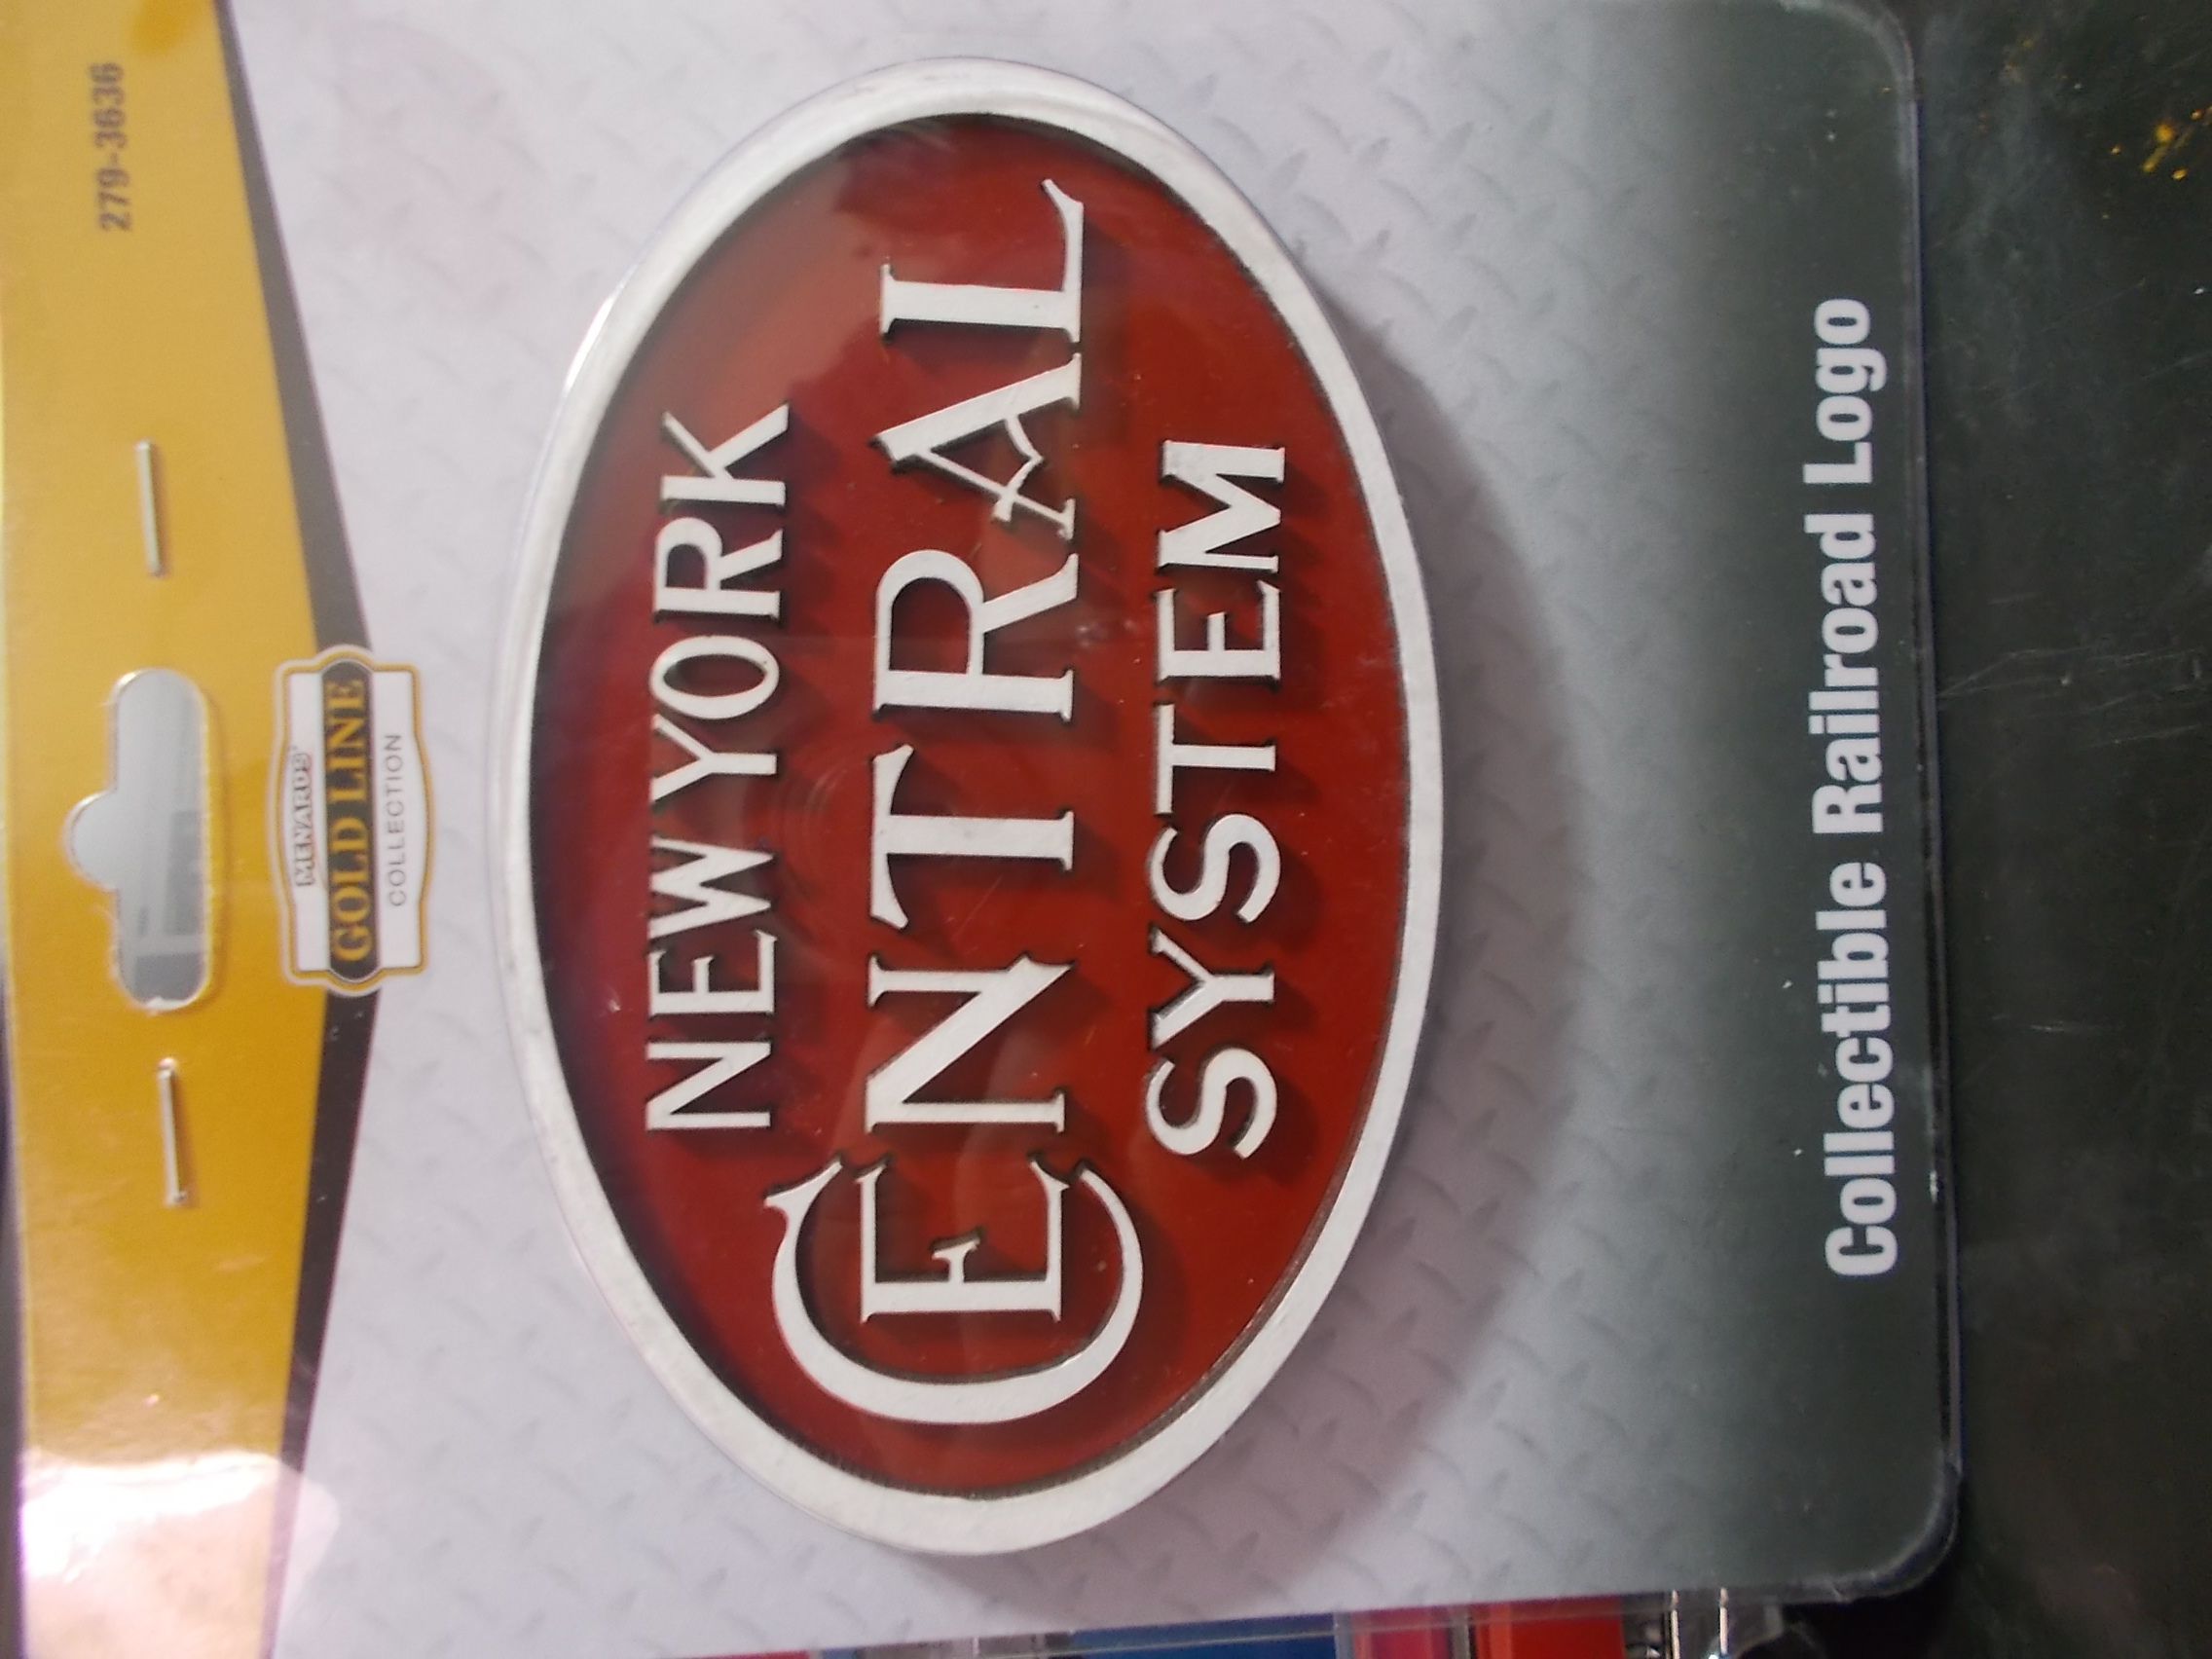 279-3636
MENARDS®
GOLD LINE
COLLECTION
NEW YORK
CENTRAL
SYSTEM
Collectible Railroad Logo